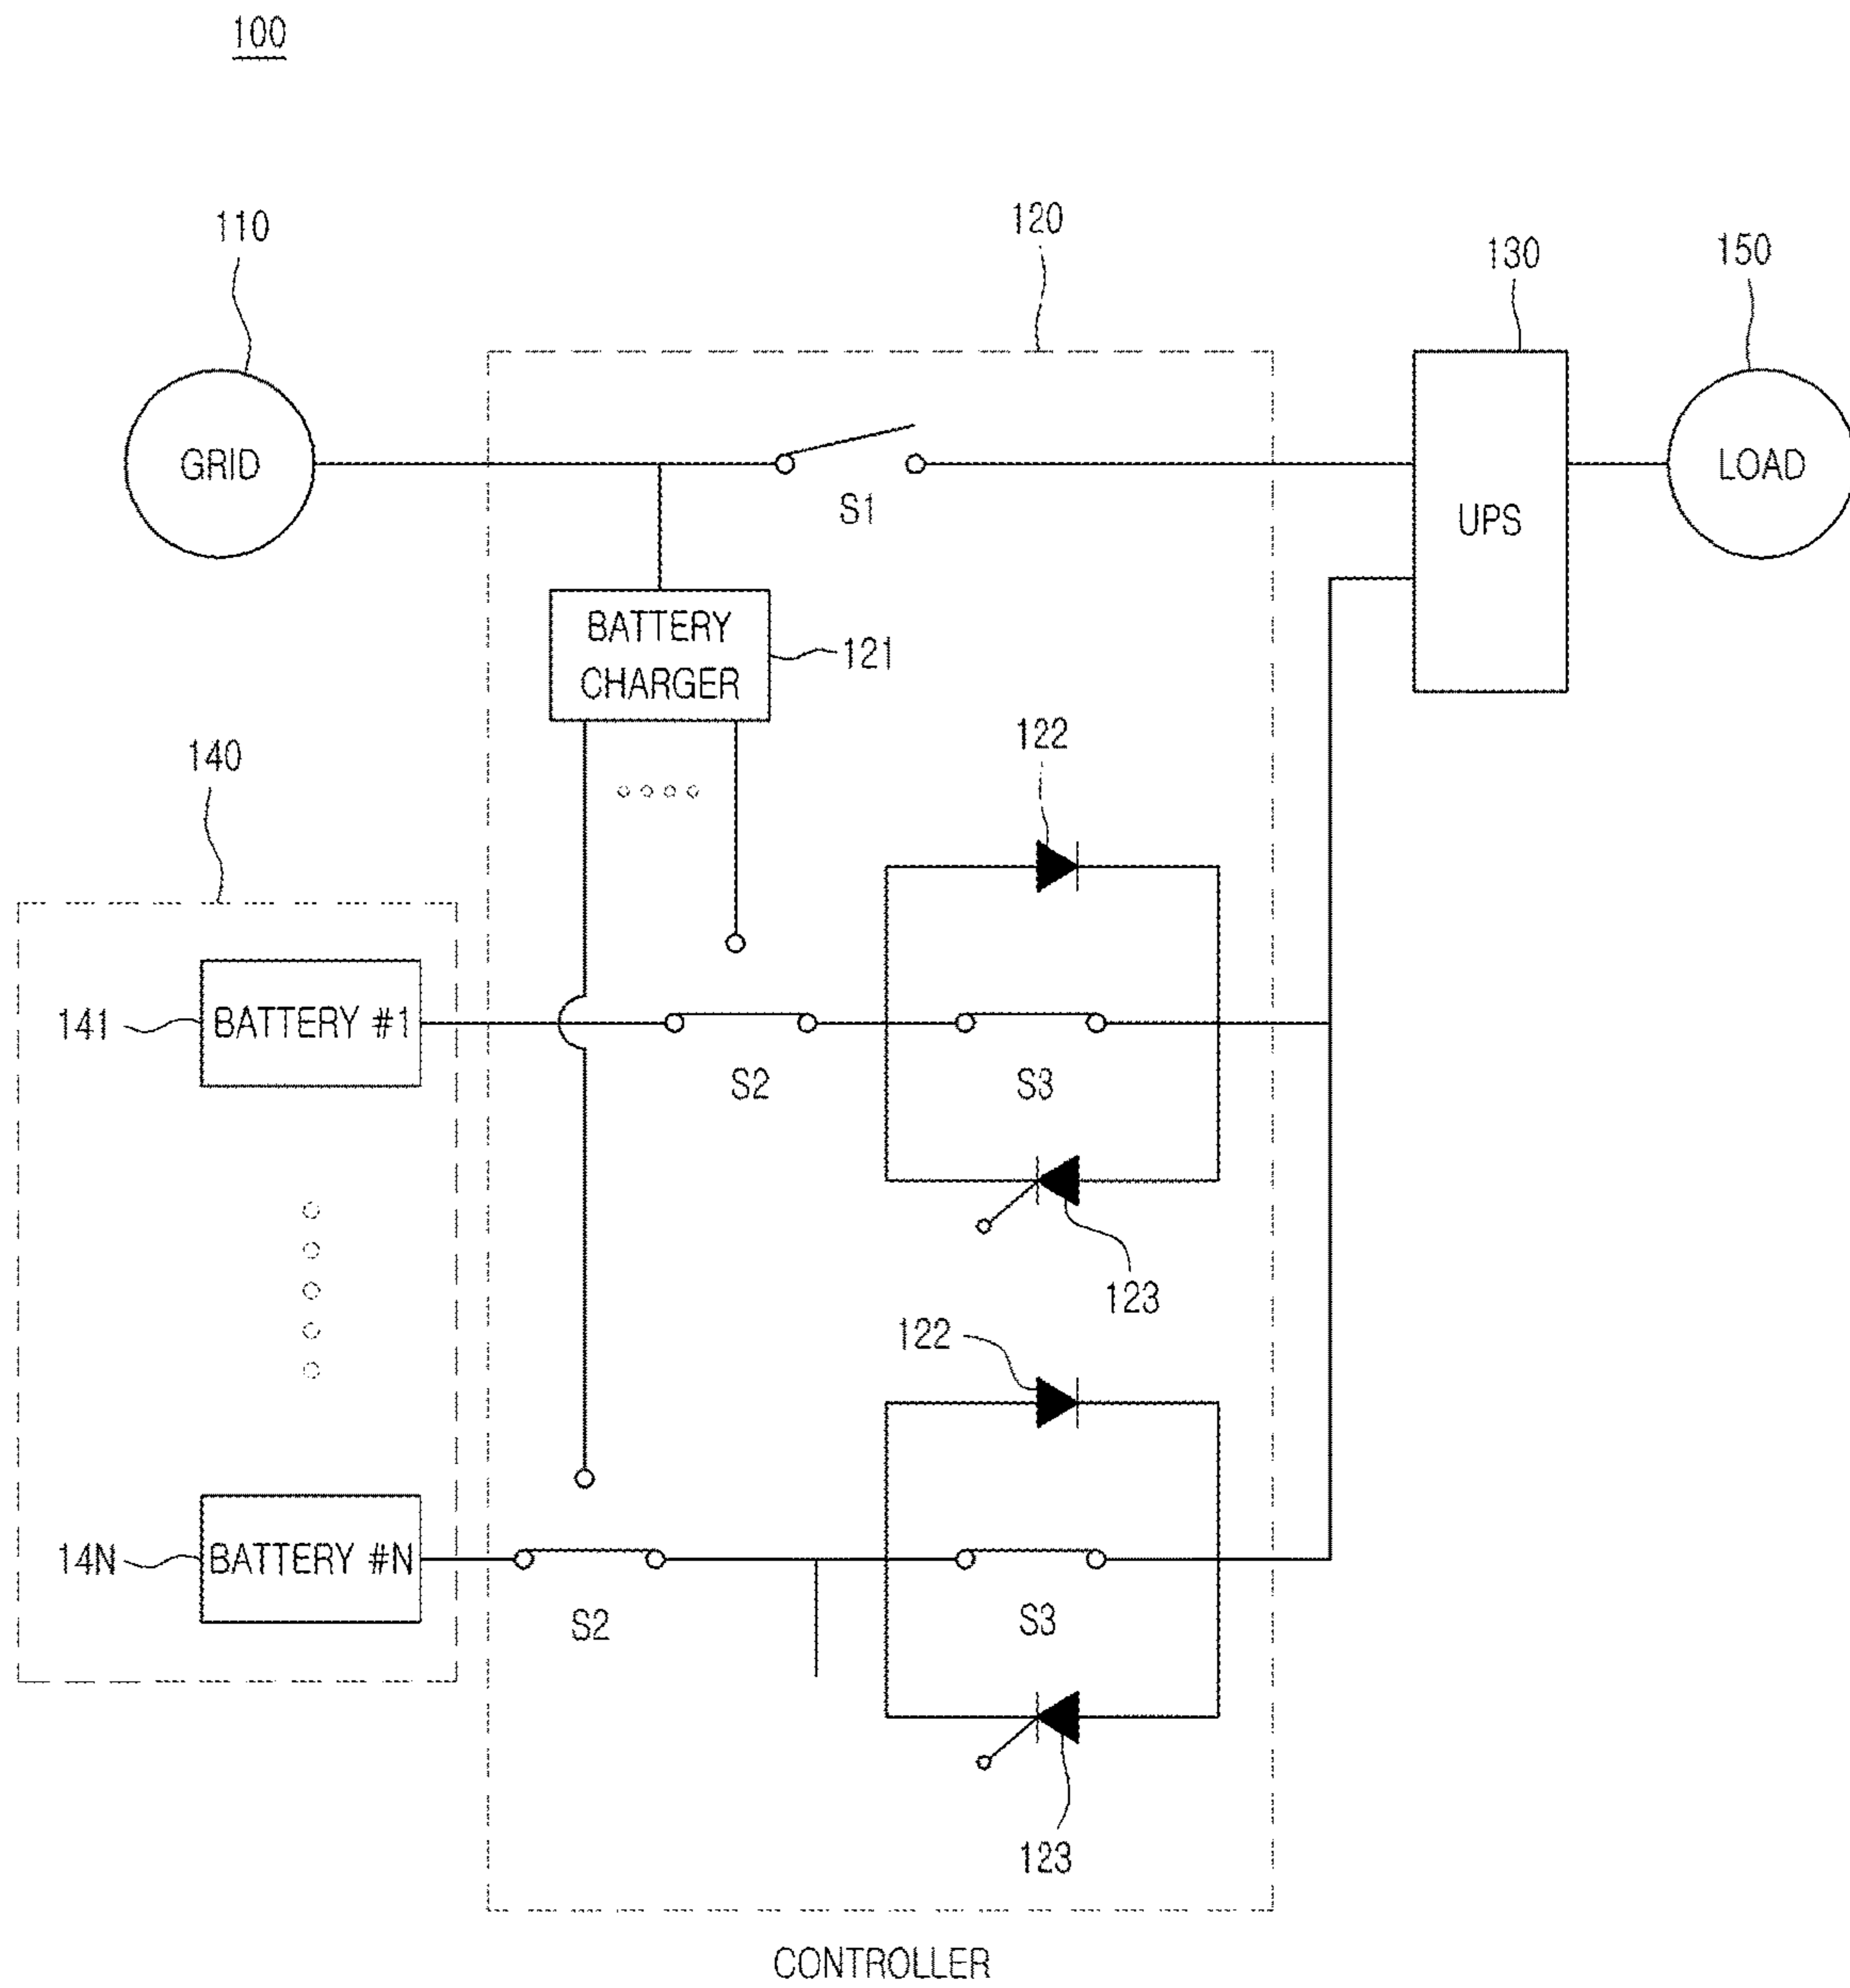 100
110
120
130
150
GRID
S1
UPS
LOAD
BATTERY
CHARGER
121
140
122
141
BATTERY #1
S2
S3
123
122
14N
BATTERY #N
S2
S3
123
CONTROLLER